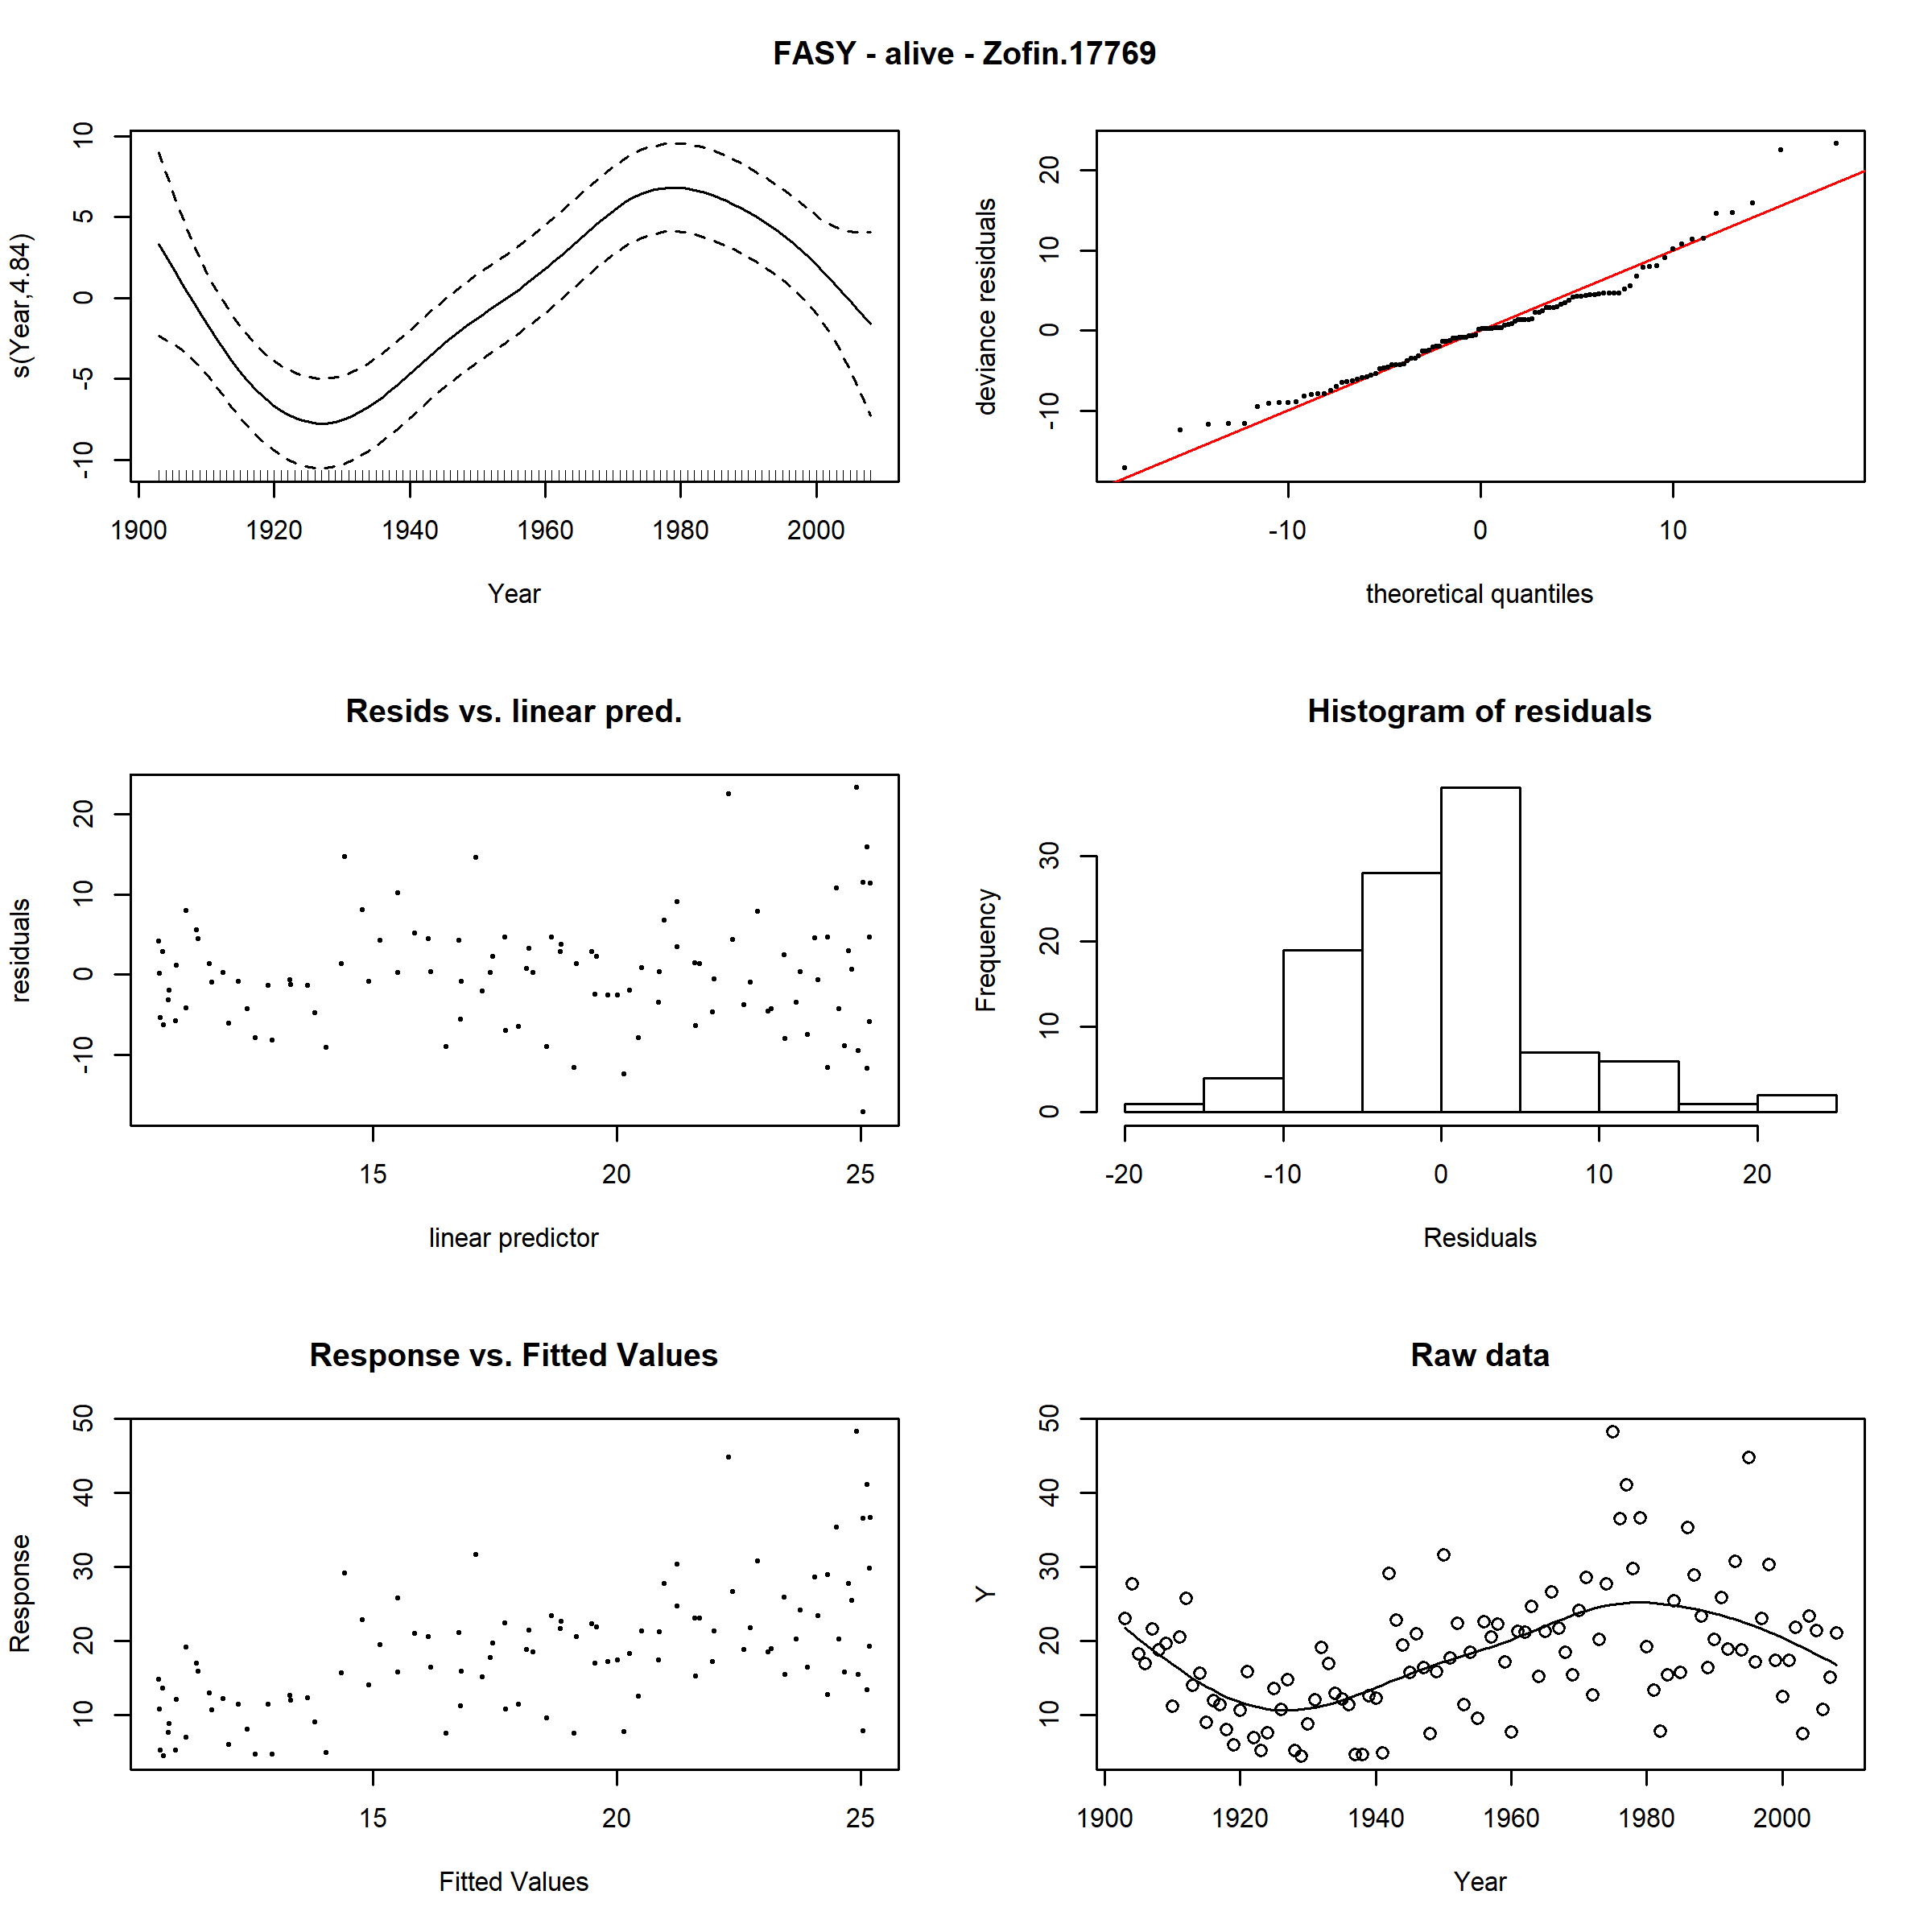 FASY - alive - Zofin.17769
s(Year,4.84)
10
5
0
-5
-10
1900 1920 1940 1960 1980 2000
Year
deviance residuals
20
10
0
-10
-10 0 10
theoretical quantiles
Resids vs. linear pred.
residuals
20
10
0
-10
15 20 25
linear predictor
Histogram of residuals
Frequency
30
20
10
0
-20 -10 0 10 20
Residuals
Response vs. Fitted Values
Response
50
40
30
20
10
15 20 25
Fitted Values
Raw data
Y
50
40
30
20
10
1900 1920 1940 1960 1980 2000
Year